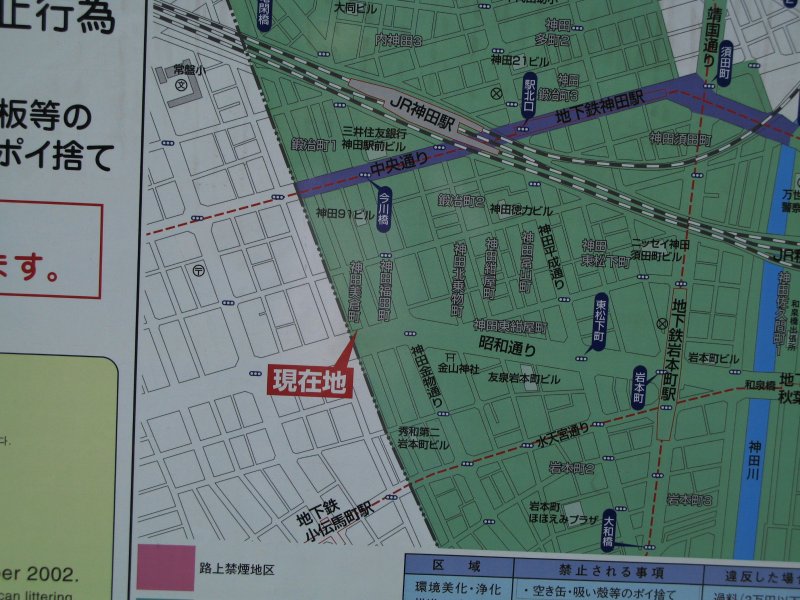 止行為
板等の
ポイ捨て
ます。
er 2002.
can littering
大同ビル
内神田3
神田
多町2
靖国通り
須田町
神田21ビル
常盤小
文
JR神田駅
駅北口
神田
鍛冶町3
地下鉄神田駅
三井住友銀行
神田駅前ビル
鍛冶町1
神田須田町
中央通り
今川橋
鍛冶町2
神田91ビル
神田徳力ビル
万世
警察
神田美倉町
神田福田町
神田北乗物町
神田紺屋町
神田富山町
神田平成通り
神田
東松下町
ニッセイ神田
須田町ビル
神田東紺屋町
東松下町
地下鉄岩本町駅
和泉橋出張所
昭和通り
現在地
神田金物通り
金山神社
友泉岩本町ビル
岩本町
岩本町ビル
和泉橋
秀和第二
岩本町ビル
水天宮通り
岩本町2
神田川
岩本町3
地下鉄
小伝馬町駅
岩本町
ほほえみプラザ
大和橋
路上禁煙地区
区域
禁止される事項
違反した場
環境美化・浄化
・空き缶・吸い殻等のポイ捨て
過料(2万円以下